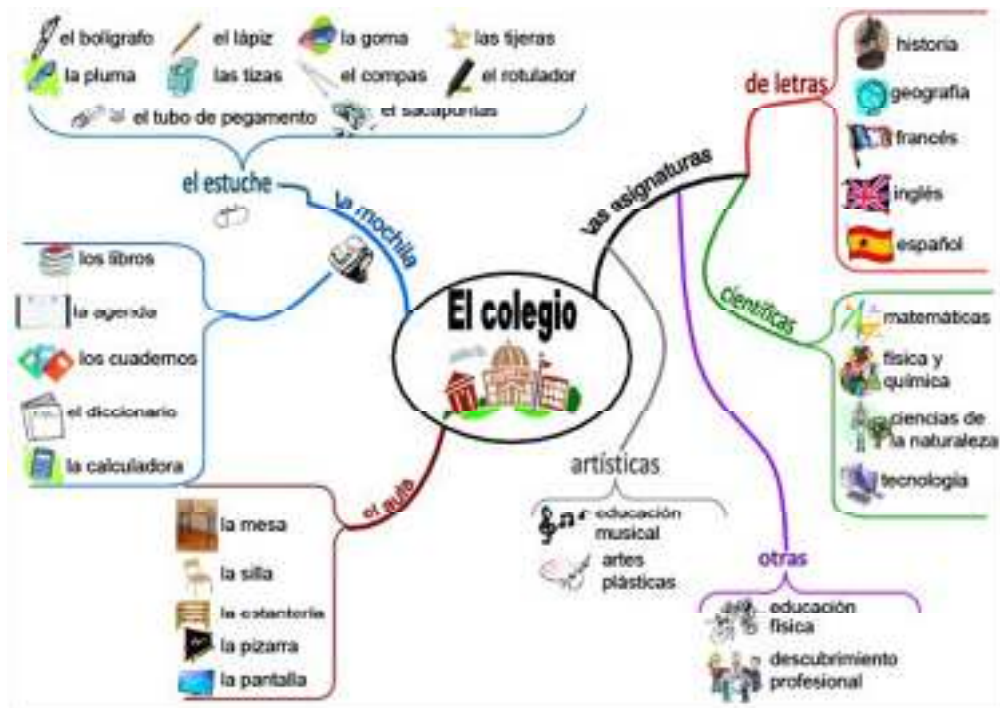 el bolígrafo
el lápiz
la goma
las tijeras
la pluma
las tizas
el compas
el rotulador
el tubo de pegamento
el sacapuntas
el estuche
La mochila
los libros
la agenda
los cuadernos
el diccionario
la calculadora
El colegio
el aula
la mesa
la silla
la estantería
la pizarra
la pantalla
Las asignaturas
de letras
historia
geografía
francés
inglés
español
científicas
matemáticas
física y
química
ciencias de
la naturaleza
tecnología
artísticas
educación
musical
artes
plásticas
otras
educación
física
descubrimiento
profesional